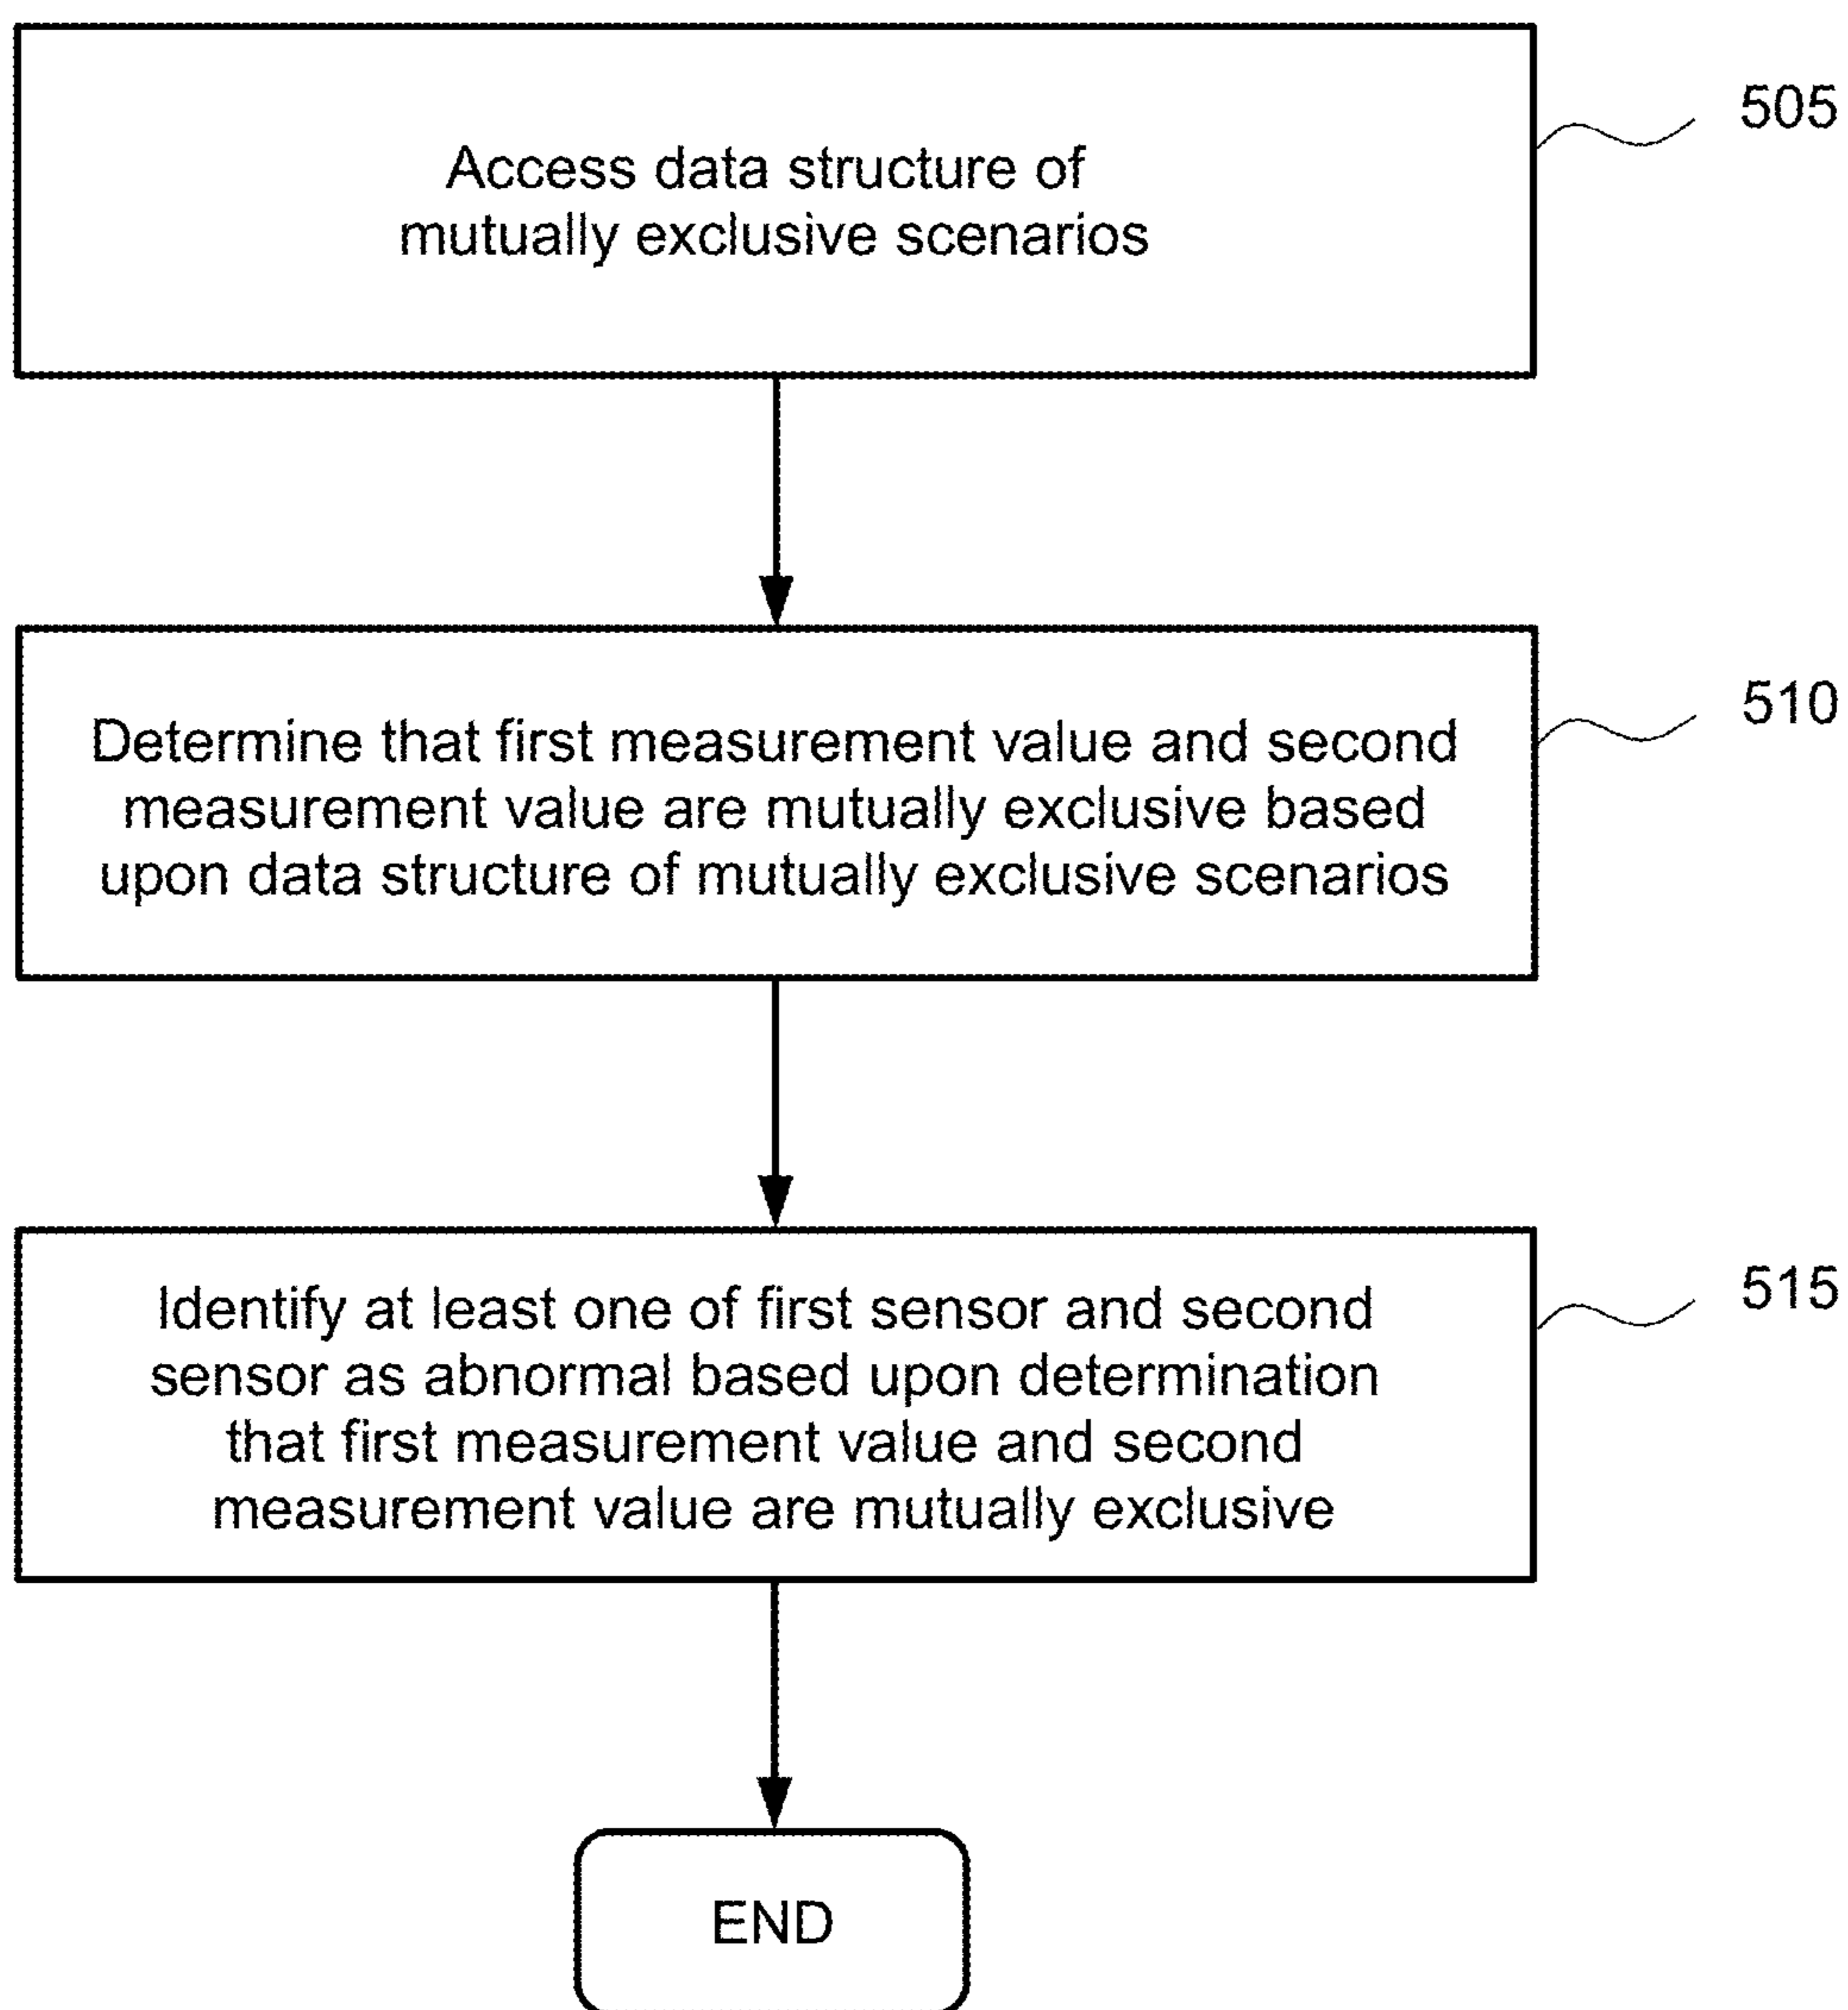 Access data structure of
mutually exclusive scenarios
505
Determine that first measurement value and second
measurement value are mutually exclusive based
upon data structure of mutually exclusive scenarios
510
Identify at least one of first sensor and second
sensor as abnormal based upon determination
that first measurement value and second
measurement value are mutually exclusive
515
END